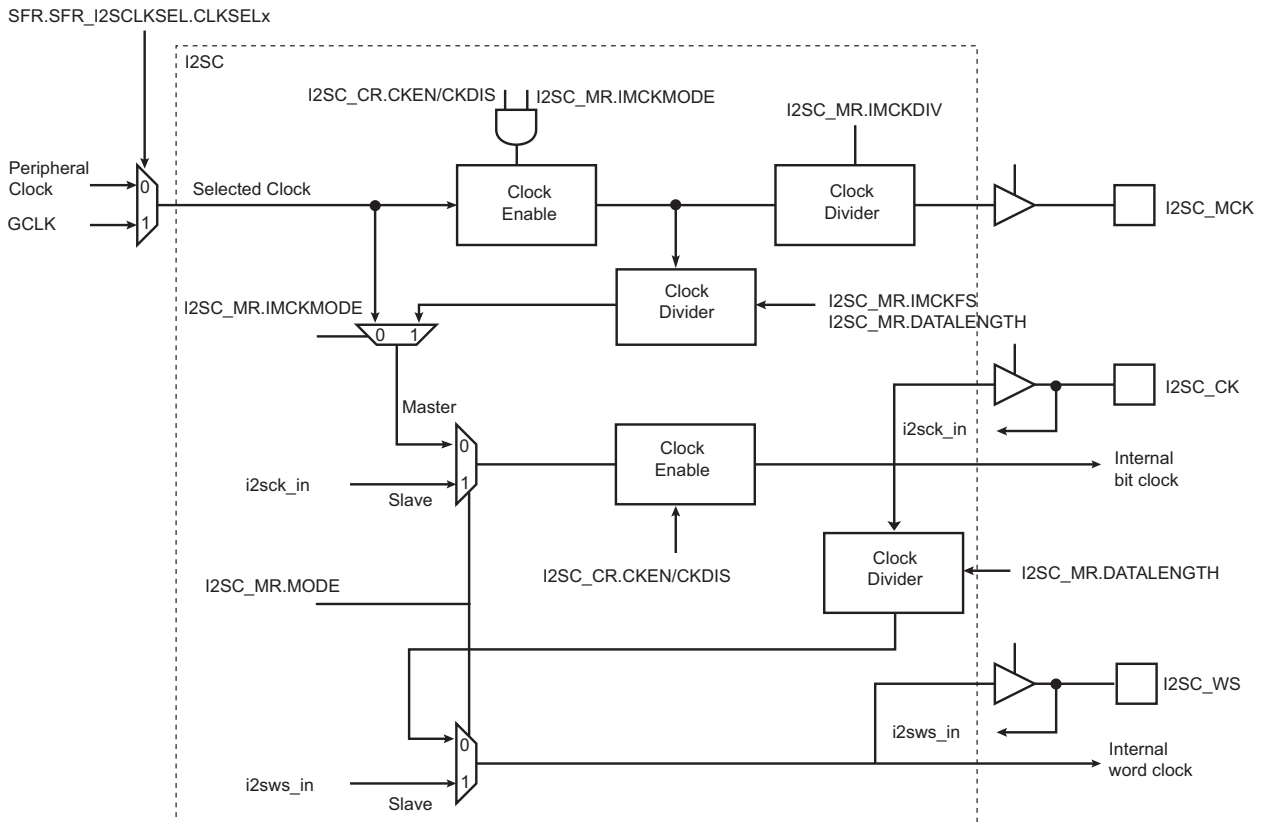 SFR.SFR_I2SCLKSEL.CLKSELx
I2SC
I2SC_CR.CKEN/CKDIS
I2SC_MR.IMCKMODE
I2SC_MR.IMCKDIV
Peripheral
Clock
0
Selected Clock
Clock
Enable
Clock
Divider
GCLK
1
I2SC_MCK
I2SC_MR.IMCKMODE
Clock
Divider
I2SC_MR.IMCKFS
I2SC_MR.DATALENGTH
0
1
I2SC_CK
Master
i2sck_in
0
Clock
Enable
Internal
bit clock
i2sck_in
1
Slave
I2SC_CR.CKEN/CKDIS
Clock
Divider
I2SC_MR.DATALENGTH
I2SC_MR.MODE
I2SC_WS
i2sws_in
0
Internal
word clock
i2sws_in
1
Slave